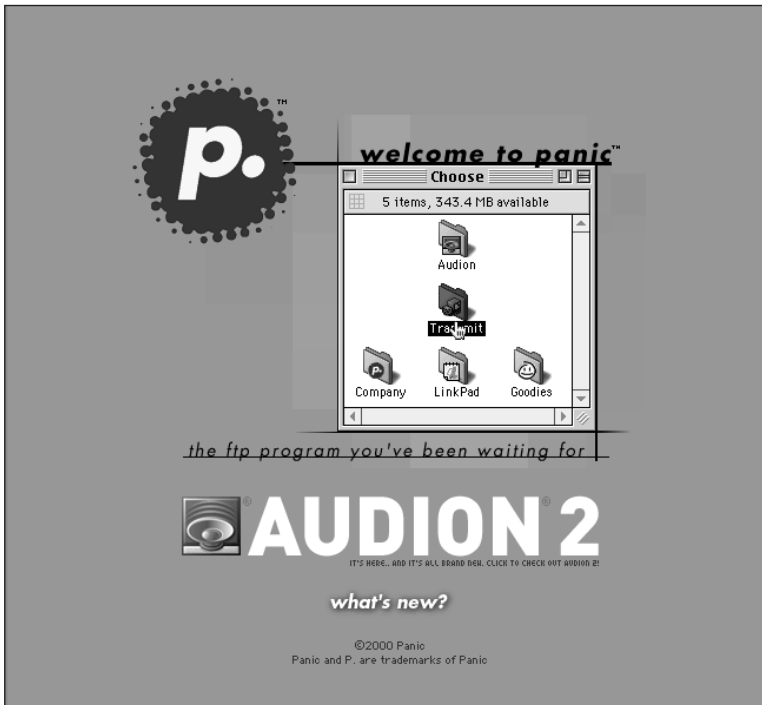 p.
TM
welcome to panic™
Choose
5 items, 343.4 MB available
Audion
Transmit
Company LinkPad Goodies
the ftp program you've been waiting for
®AUDION®2
IT'S HERE.. AND IT'S ALL BRAND NEW. CLICK TO CHECK OUT AUDION 2!
what's new?
©2000 Panic
Panic and P. are trademarks of Panic